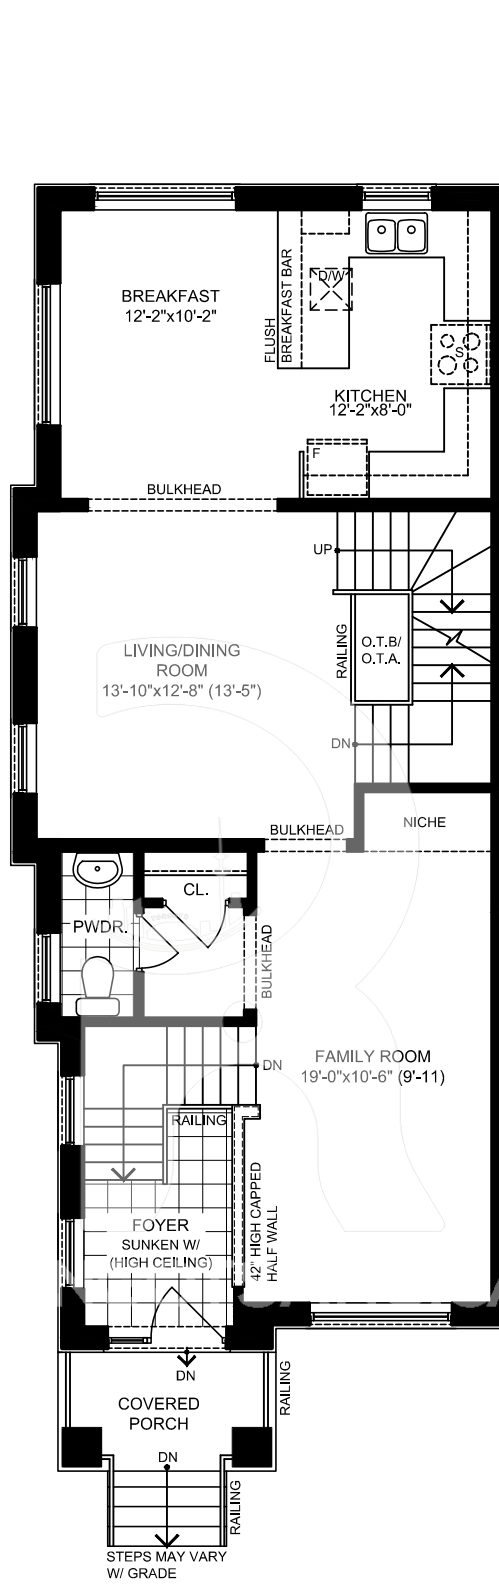 BREAKFAST
12'-2"x10'-2"
FLUSH
BREAKFAST BAR
D/W
S
KITCHEN
12'-2"x8'-0"
F
BULKHEAD
UP
LIVING/DINING
ROOM
13'-10"x12'-8" (13'-5")
RAILING
O.T.B/
O.T.A.
DN
BULKHEAD
NICHE
CL.
PWDR.
BULKHEAD
DN
FAMILY ROOM
19'-0"x10'-6" (9'-11)
RAILING
42" HIGH CAPPED
HALF WALL
FOYER
SUNKEN W/
(HIGH CEILING)
DN
RAILING
COVERED
PORCH
DN
RAILING
STEPS MAY VARY
W/ GRADE